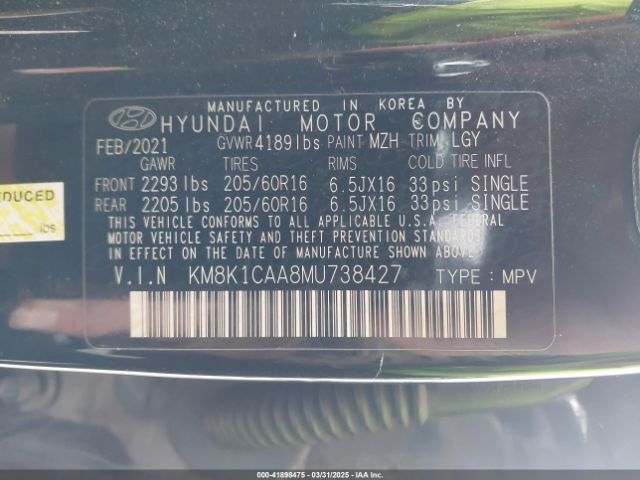 MANUFACTURED IN KOREA BY
HYUNDAI MOTOR COMPANY
FEB/2021 GVWR 4189 lbs PAINT MZH TRIM LGY
GAWR TIRES RIMS COLD TIRE INFL
FRONT 2293 lbs 205/60R16 6.5JX16 33 psi SINGLE
REAR 2205 lbs 205/60R16 6.5JX16 33 psi SINGLE
THIS VEHICLE CONFORMS TO ALL APPLICABLE U.S.A. FEDERAL
MOTOR VEHICLE SAFETY AND THEFT PREVENTION STANDARDS
IN EFFECT ON THE DATE OF MANUFACTURE SHOWN ABOVE.
V.I.N KM8K1CAA8MU738427 TYPE : MPV
DUCED
lbs
000-41898475 - 03/31/2025 - IAA Inc.